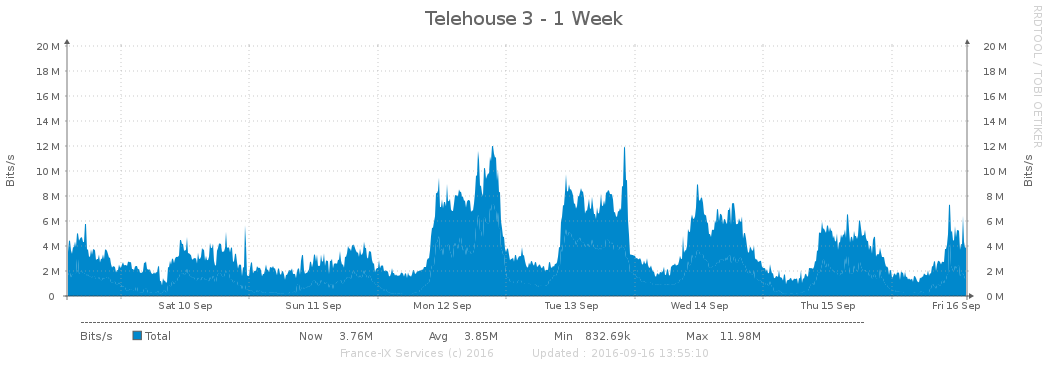 Telehouse 3 - 1 Week
RRDTOOL / TOBI OETIKER
Bits/s
20 M
18 M
16 M
14 M
12 M
10 M
8 M
6 M
4 M
2 M
0
20 M
18 M
16 M
14 M
12 M
10 M
8 M
6 M
4 M
2 M
0 M
Bits/s
Sat 10 Sep Sun 11 Sep Mon 12 Sep Tue 13 Sep Wed 14 Sep Thu 15 Sep Fri 16 Sep
Bits/s Total Now 3.76M Avg 3.85M Min 832.69k Max 11.98M
France-IX Services (c) 2016 Updated : 2016-09-16 13:55:10